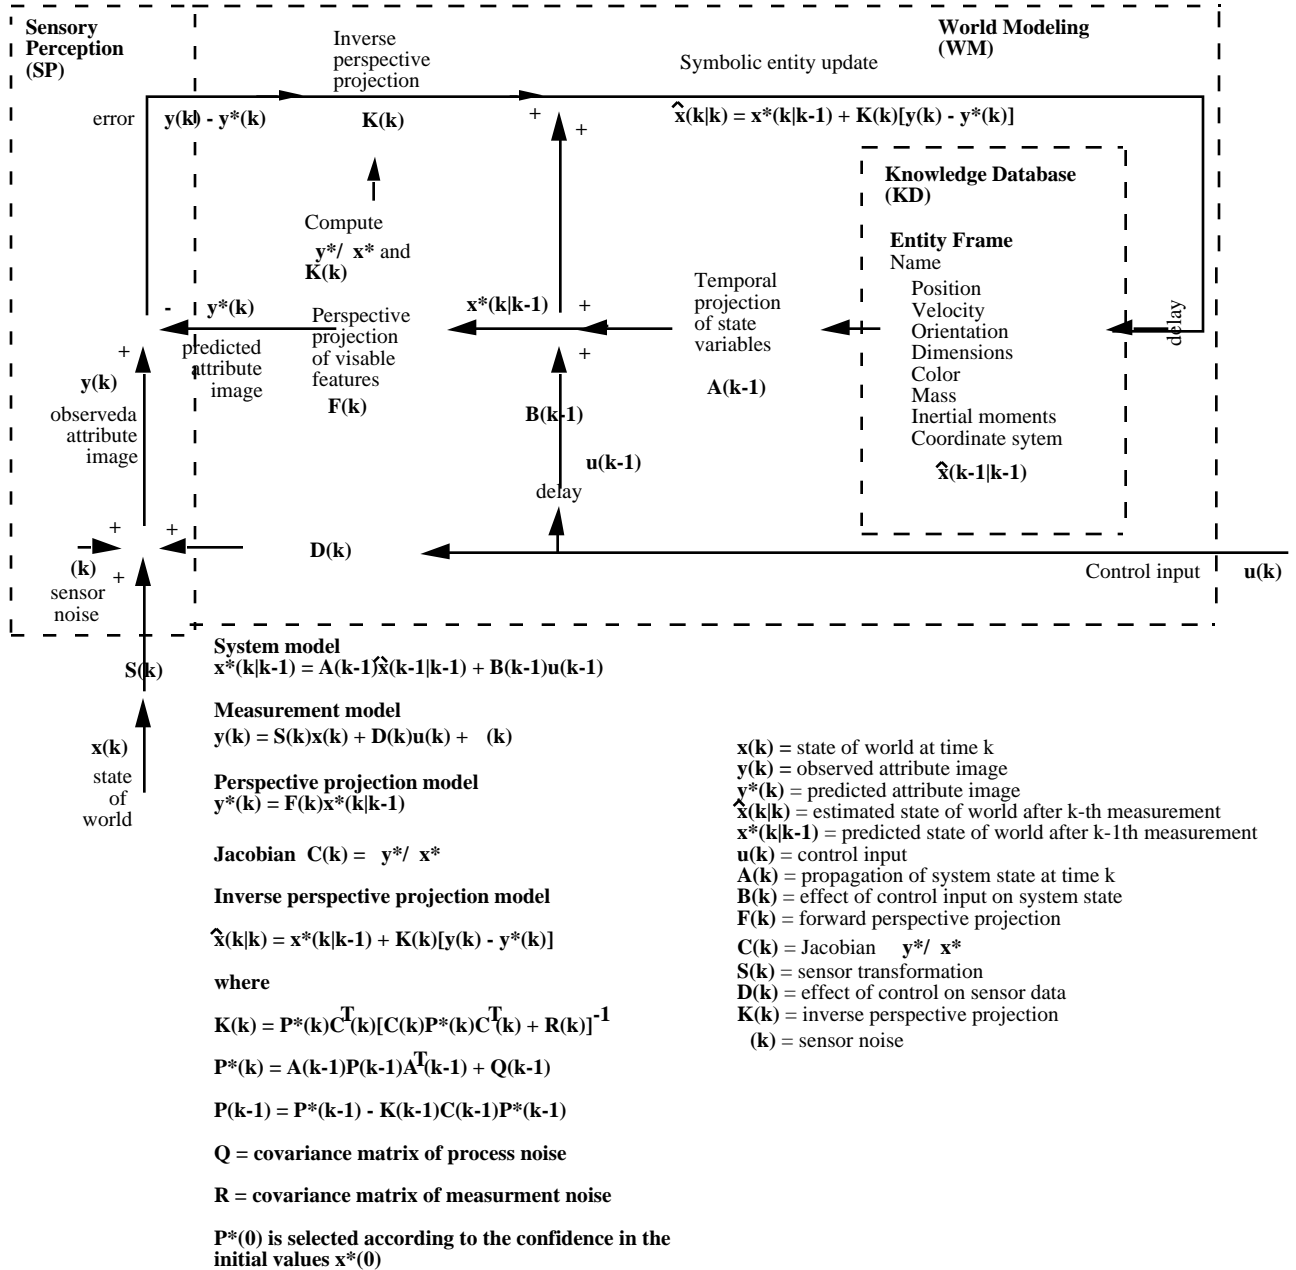 Sensory
Perception
(SP)
World Modeling
(WM)
Inverse
perspective
projection
Symbolic entity update
error
y(k) - y*(k)
K(k)
+
+
x̂(k|k) = x*(k|k-1) + K(k)[y(k) - y*(k)]
Knowledge Database
(KD)
Compute
y*/ x* and
K(k)
Entity Frame
Name
Position
Velocity
Orientation
Dimensions
Color
Mass
Inertial moments
Coordinate sytem
x̂(k-1|k-1)
delay
Temporal
projection
of state
variables
A(k-1)
x*(k|k-1)
+
+
-
y*(k)
Perspective
projection
of visable
features
F(k)
predicted
attribute
image
+
y(k)
observeda
attribute
image
B(k-1)
u(k-1)
delay
+
+
D(k)
(k)
+
sensor
noise
Control input
u(k)
S(k)
x(k)
state
of
world
System model
x*(k|k-1) = A(k-1)x̂(k-1|k-1) + B(k-1)u(k-1)
Measurement model
y(k) = S(k)x(k) + D(k)u(k) + (k)
Perspective projection model
y*(k) = F(k)x*(k|k-1)
Jacobian C(k) = y*/ x*
Inverse perspective projection model
x̂(k|k) = x*(k|k-1) + K(k)[y(k) - y*(k)]
where
K(k) = P*(k)C^T(k)[C(k)P*(k)C^T(k) + R(k)]^-1
P*(k) = A(k-1)P(k-1)A^T(k-1) + Q(k-1)
P(k-1) = P*(k-1) - K(k-1)C(k-1)P*(k-1)
Q = covariance matrix of process noise
R = covariance matrix of measurment noise
P*(0) is selected according to the confidence in the
initial values x*(0)
x(k) = state of world at time k
y(k) = observed attribute image
y*(k) = predicted attribute image
x̂(k|k) = estimated state of world after k-th measurement
x*(k|k-1) = predicted state of world after k-1th measurement
u(k) = control input
A(k) = propagation of system state at time k
B(k) = effect of control input on system state
F(k) = forward perspective projection
C(k) = Jacobian y*/ x*
S(k) = sensor transformation
D(k) = effect of control on sensor data
K(k) = inverse perspective projection
(k) = sensor noise